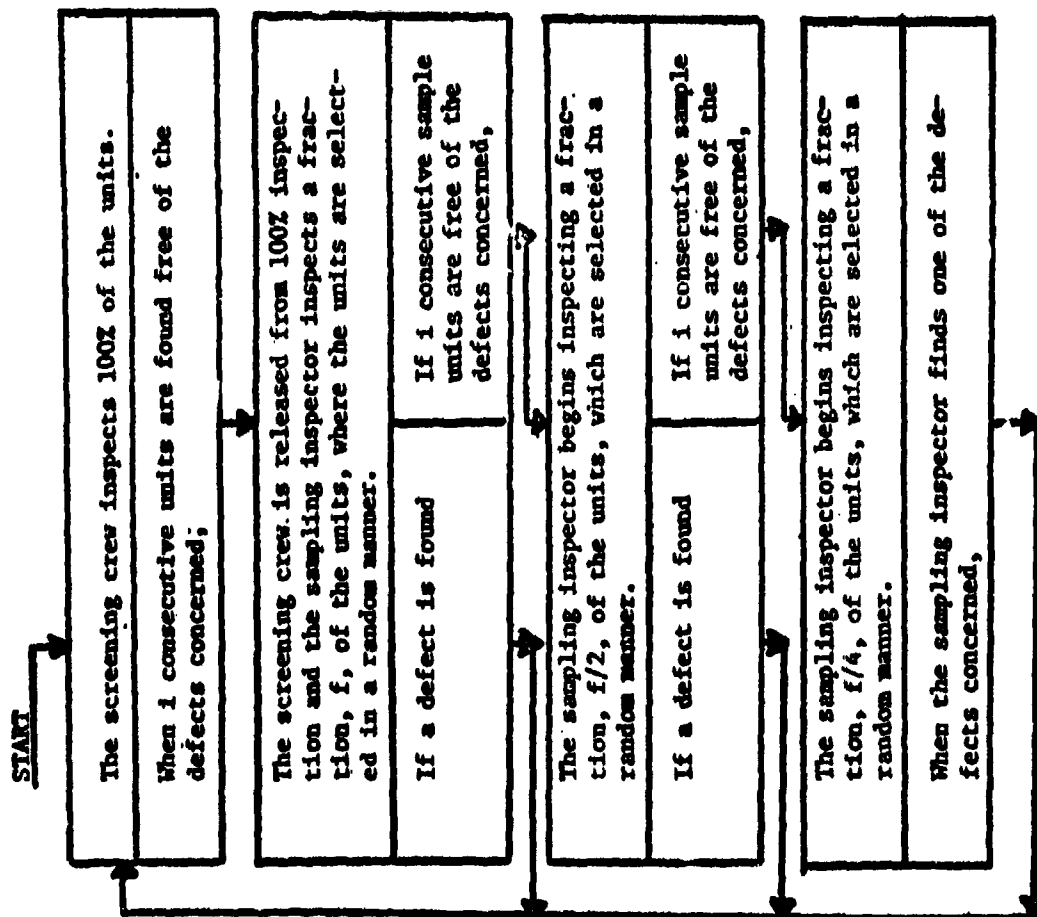 START
The screening crew inspects 100% of the units.
When i consecutive units are found free of the
defects concerned;
The screening crew is released from 100% inspec-
tion and the sampling inspector inspects a frac-
tion, f, of the units, where the units are select-
ed in a random manner.
If a defect is found
If i consecutive sample
units are free of the
defects concerned,
The sampling inspector begins inspecting a frac-
tion, f/2, of the units, which are selected in a
random manner.
If a defect is found
If i consecutive sample
units are free of the
defects concerned,
The sampling inspector begins inspecting a frac-
tion, f/4, of the units, which are selected in a
random manner.
When the sampling inspector finds one of the de-
fects concerned,